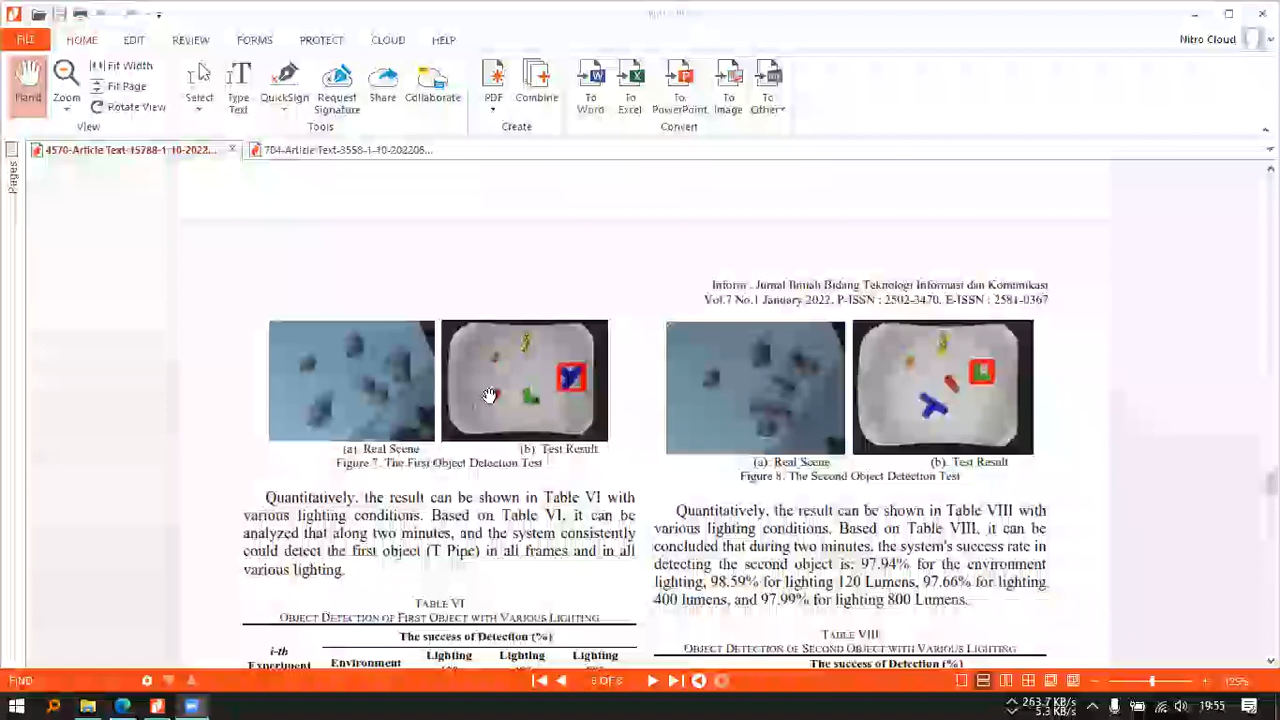 FILE
HOME
EDIT
REVIEW
FORMS
PROTECT
CLOUD
HELP
Nitro Cloud
Hand
Zoom
Fit Width
Fit Page
Rotate View
View
Select
Type Text
QuickSign
Request Signature
Share
Collaborate
Tools
PDF
Combine
Create
To Word
To Excel
To PowerPoint
To Image
To Other
Convert
4570-Article Text-15788-1-10-2022...
704-Article Text-3558-1-10-202206...
Pages
Inform : Jurnal Ilmiah Bidang Teknologi Informasi dan Komunikasi
Vol.7 No.1 January 2022, P-ISSN : 2502-3470, E-ISSN : 2581-0367
(a). Real Scene
(b). Test Result
Figure 7. The First Object Detection Test
Quantitatively, the result can be shown in Table VI with
various lighting conditions. Based on Table VI, it can be
analyzed that along two minutes, and the system consistently
could detect the first object (T Pipe) in all frames and in all
various lighting.
TABLE VI
OBJECT DETECTION OF FIRST OBJECT WITH VARIOUS LIGHTING
The success of Detection (%)
i-th
Experiment
Environment
Lighting
Lighting
Lighting
(a). Real Scene
(b). Test Result
Figure 8. The Second Object Detection Test
Quantitatively, the result can be shown in Table VIII with
various lighting conditions. Based on Table VIII, it can be
concluded that during two minutes, the system's success rate in
detecting the second object is: 97.94% for the environment
lighting, 98.59% for lighting 120 Lumens, 97.66% for lighting
400 lumens, and 97.99% for lighting 800 Lumens.
TABLE VIII
OBJECT DETECTION OF SECOND OBJECT WITH VARIOUS LIGHTING
The success of Detection (%)
FIND
6 OF 8
125%
263.7 KB/s
5.3 KB/s
19:55